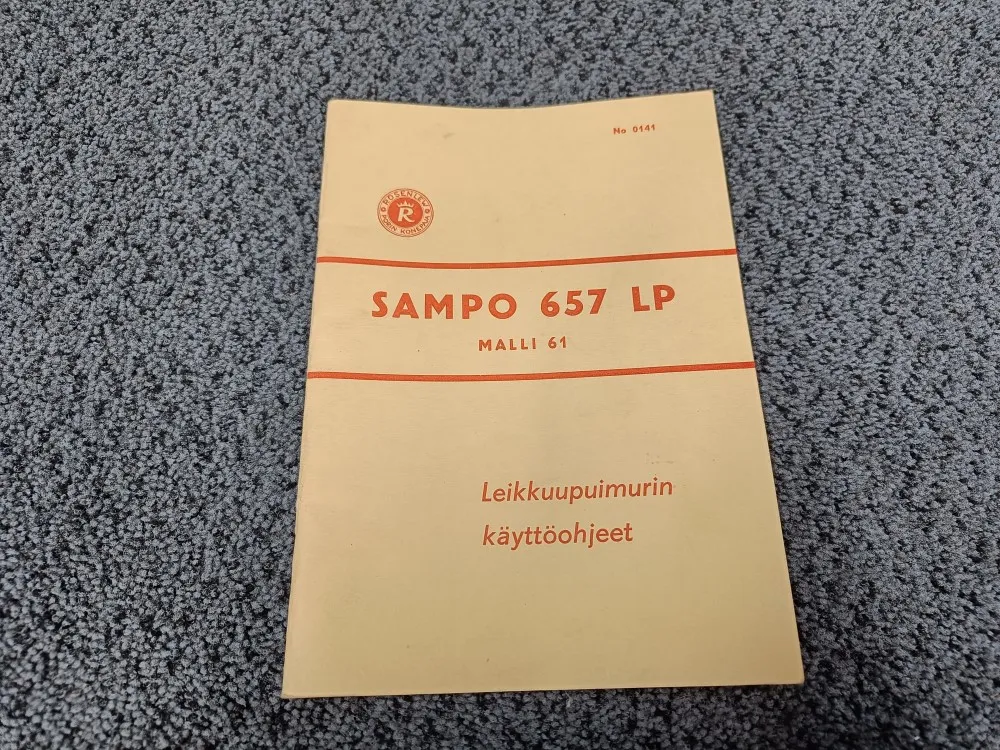 No 0141
ROSENLEW
R
PORIN KONEPAJA
SAMPO 657 LP
MALLI 61
Leikkuupuimurin
käyttöohjeet